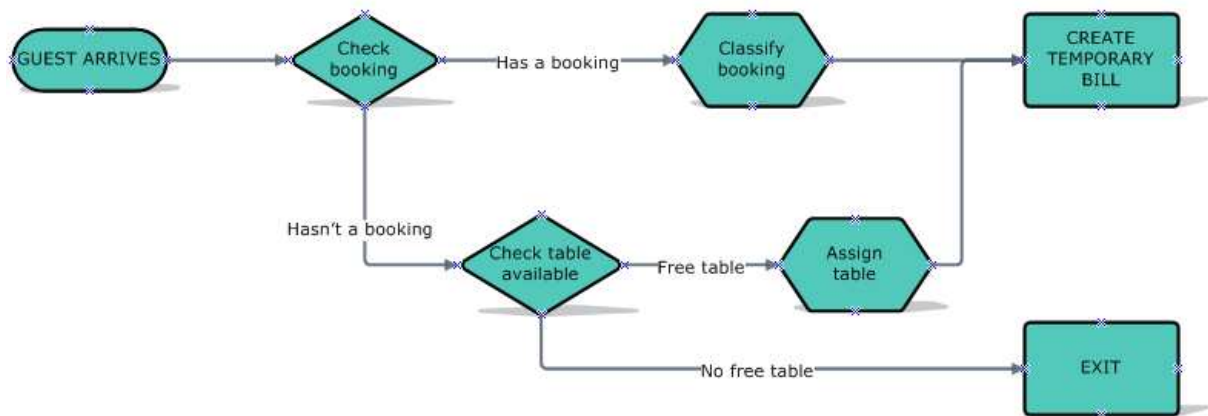 GUEST ARRIVES
Check
booking
Has a booking
Classify
booking
CREATE
TEMPORARY
BILL
Hasn't a booking
Check table
available
Free table
Assign
table
No free table
EXIT